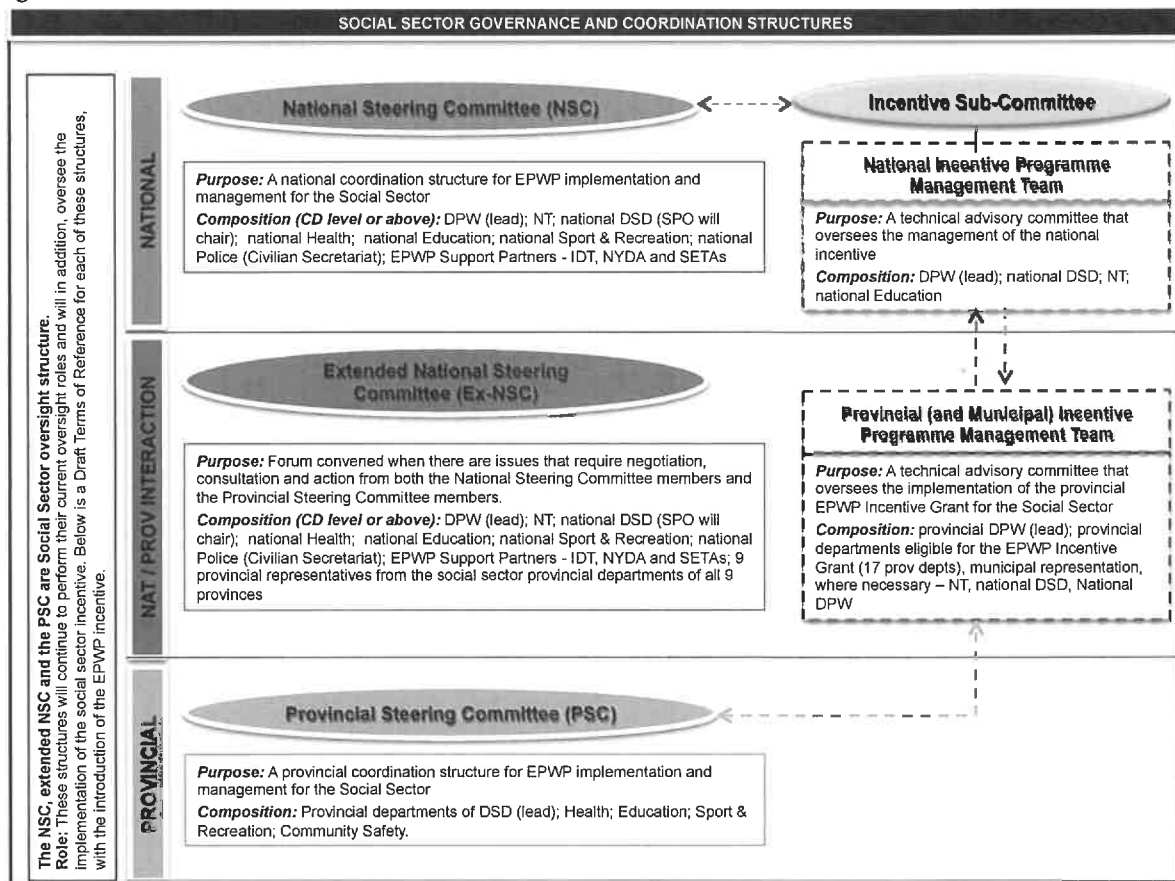 SOCIAL SECTOR GOVERNANCE AND COORDINATION STRUCTURES
The NSC, extended NSC and the PSC are Social Sector oversight structure.
Role: These structures will continue to perform their current oversight roles and will in addition, oversee the
implementation of the social sector incentive. Below is a Draft Terms of Reference for each of these structures,
with the introduction of the EPWP incentive.
NATIONAL
National Steering Committee (NSC)
Purpose: A national coordination structure for EPWP implementation and
management for the Social Sector
Composition (CD level or above): DPW (lead); NT; national DSD (SPO will
chair); national Health; national Education; national Sport & Recreation; national
Police (Civilian Secretariat); EPWP Support Partners - IDT, NYDA and SETAs
Incentive Sub-Committee
National Incentive Programme
Management Team
Purpose: A technical advisory committee that
oversees the management of the national
incentive
Composition: DPW (lead); national DSD; NT;
national Education
NAT / PROV INTERACTION
Extended National Steering
Committee (Ex-NSC)
Purpose: Forum convened when there are issues that require negotiation,
consultation and action from both the National Steering Committee members and
the Provincial Steering Committee members.
Composition (CD level or above): DPW (lead); NT; national DSD (SPO will
chair); national Health; national Education; national Sport & Recreation; national
Police (Civilian Secretariat); EPWP Support Partners - IDT, NYDA and SETAs; 9
provincial representatives from the social sector provincial departments of all 9
provinces
Provincial (and Municipal) Incentive
Programme Management Team
Purpose: A technical advisory committee that
oversees the implementation of the provincial
EPWP Incentive Grant for the Social Sector
Composition: provincial DPW (lead); provincial
departments eligible for the EPWP Incentive
Grant (17 prov depts), municipal representation,
where necessary – NT, national DSD, National
DPW
PROVINCIAL
Provincial Steering Committee (PSC)
Purpose: A provincial coordination structure for EPWP implementation and
management for the Social Sector
Composition: Provincial departments of DSD (lead); Health; Education; Sport &
Recreation; Community Safety.